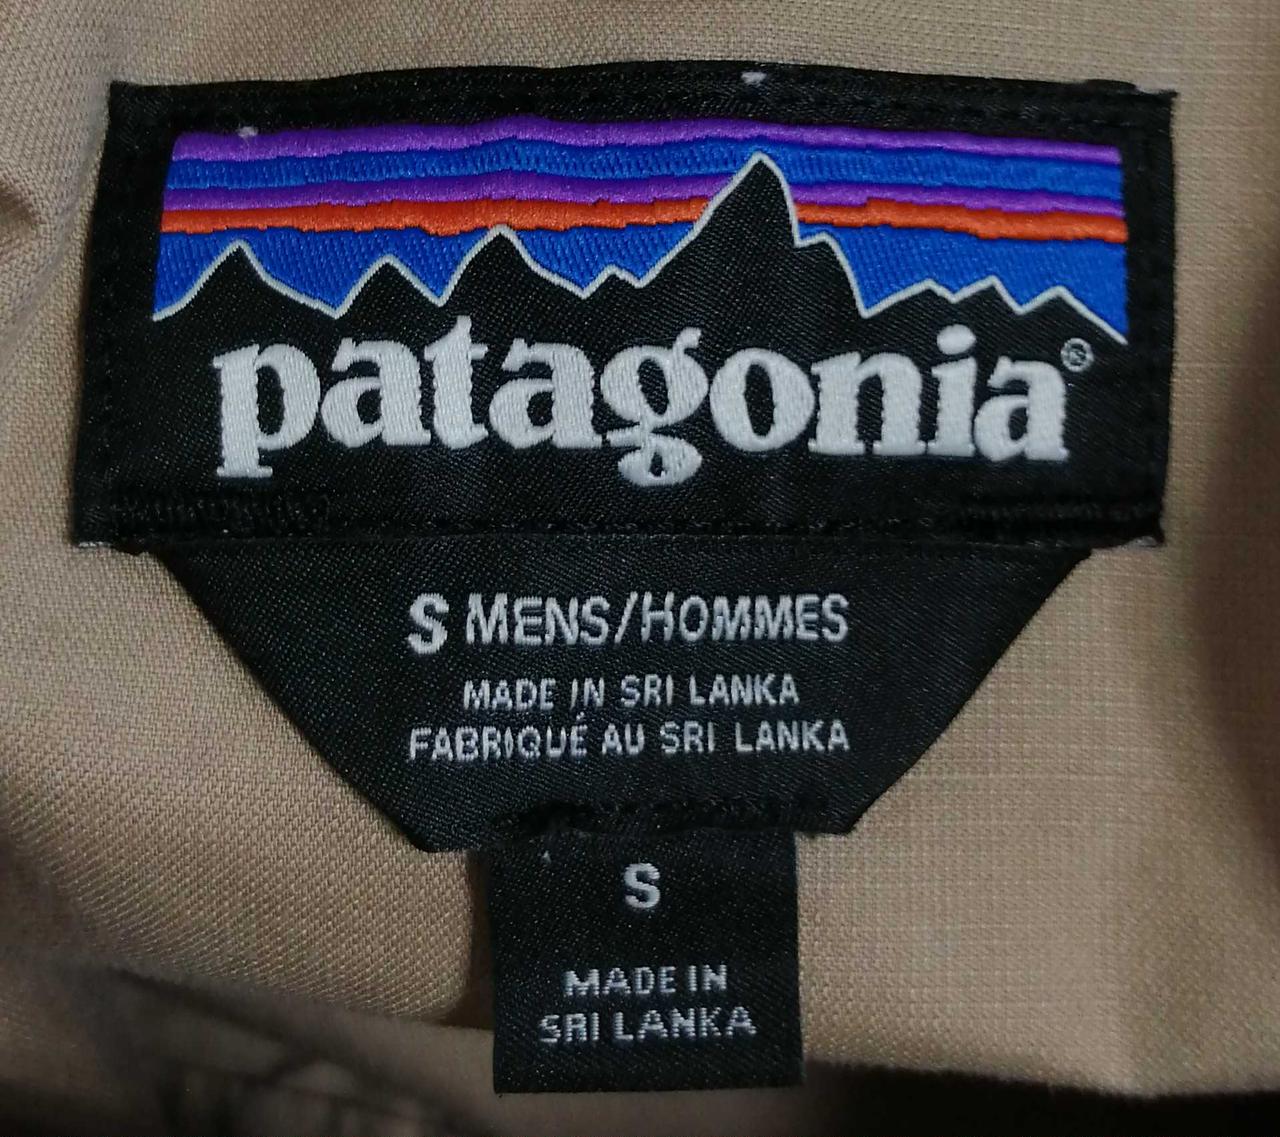 patagonia®
S MENS/HOMMES
MADE IN SRI LANKA
FABRIQUÉ AU SRI LANKA
S
MADE IN
SRI LANKA